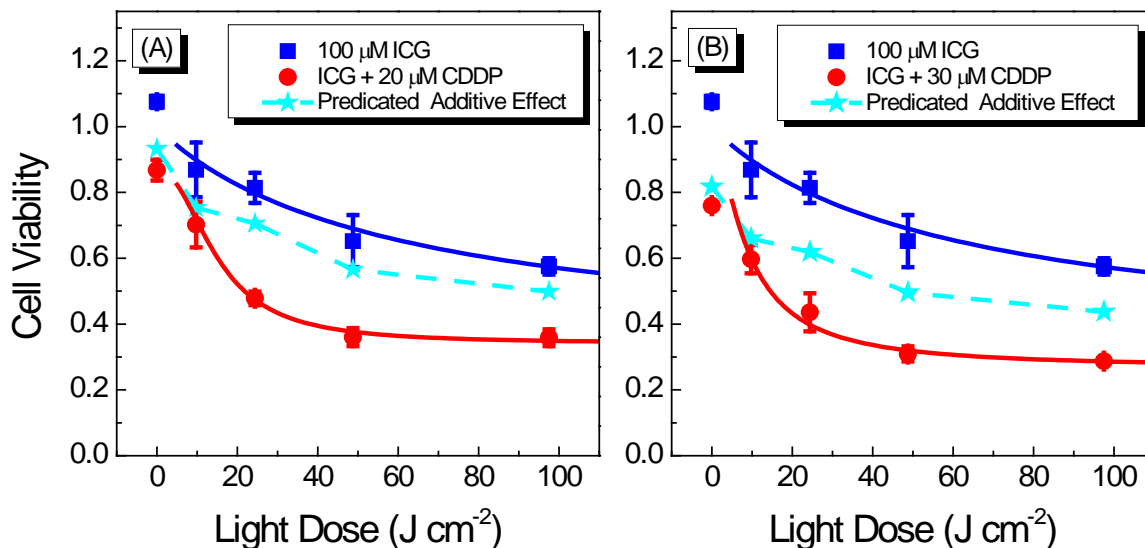 (A)
100 μM ICG
ICG + 20 μM CDDP
Predicated Additive Effect
1.2
1.0
0.8
0.6
0.4
0.2
0.0
Cell Viability
0 20 40 60 80 100
Light Dose (J cm⁻²)
(B)
100 μM ICG
ICG + 30 μM CDDP
Predicated Additive Effect
1.2
1.0
0.8
0.6
0.4
0.2
0.0
0 20 40 60 80 100
Light Dose (J cm⁻²)